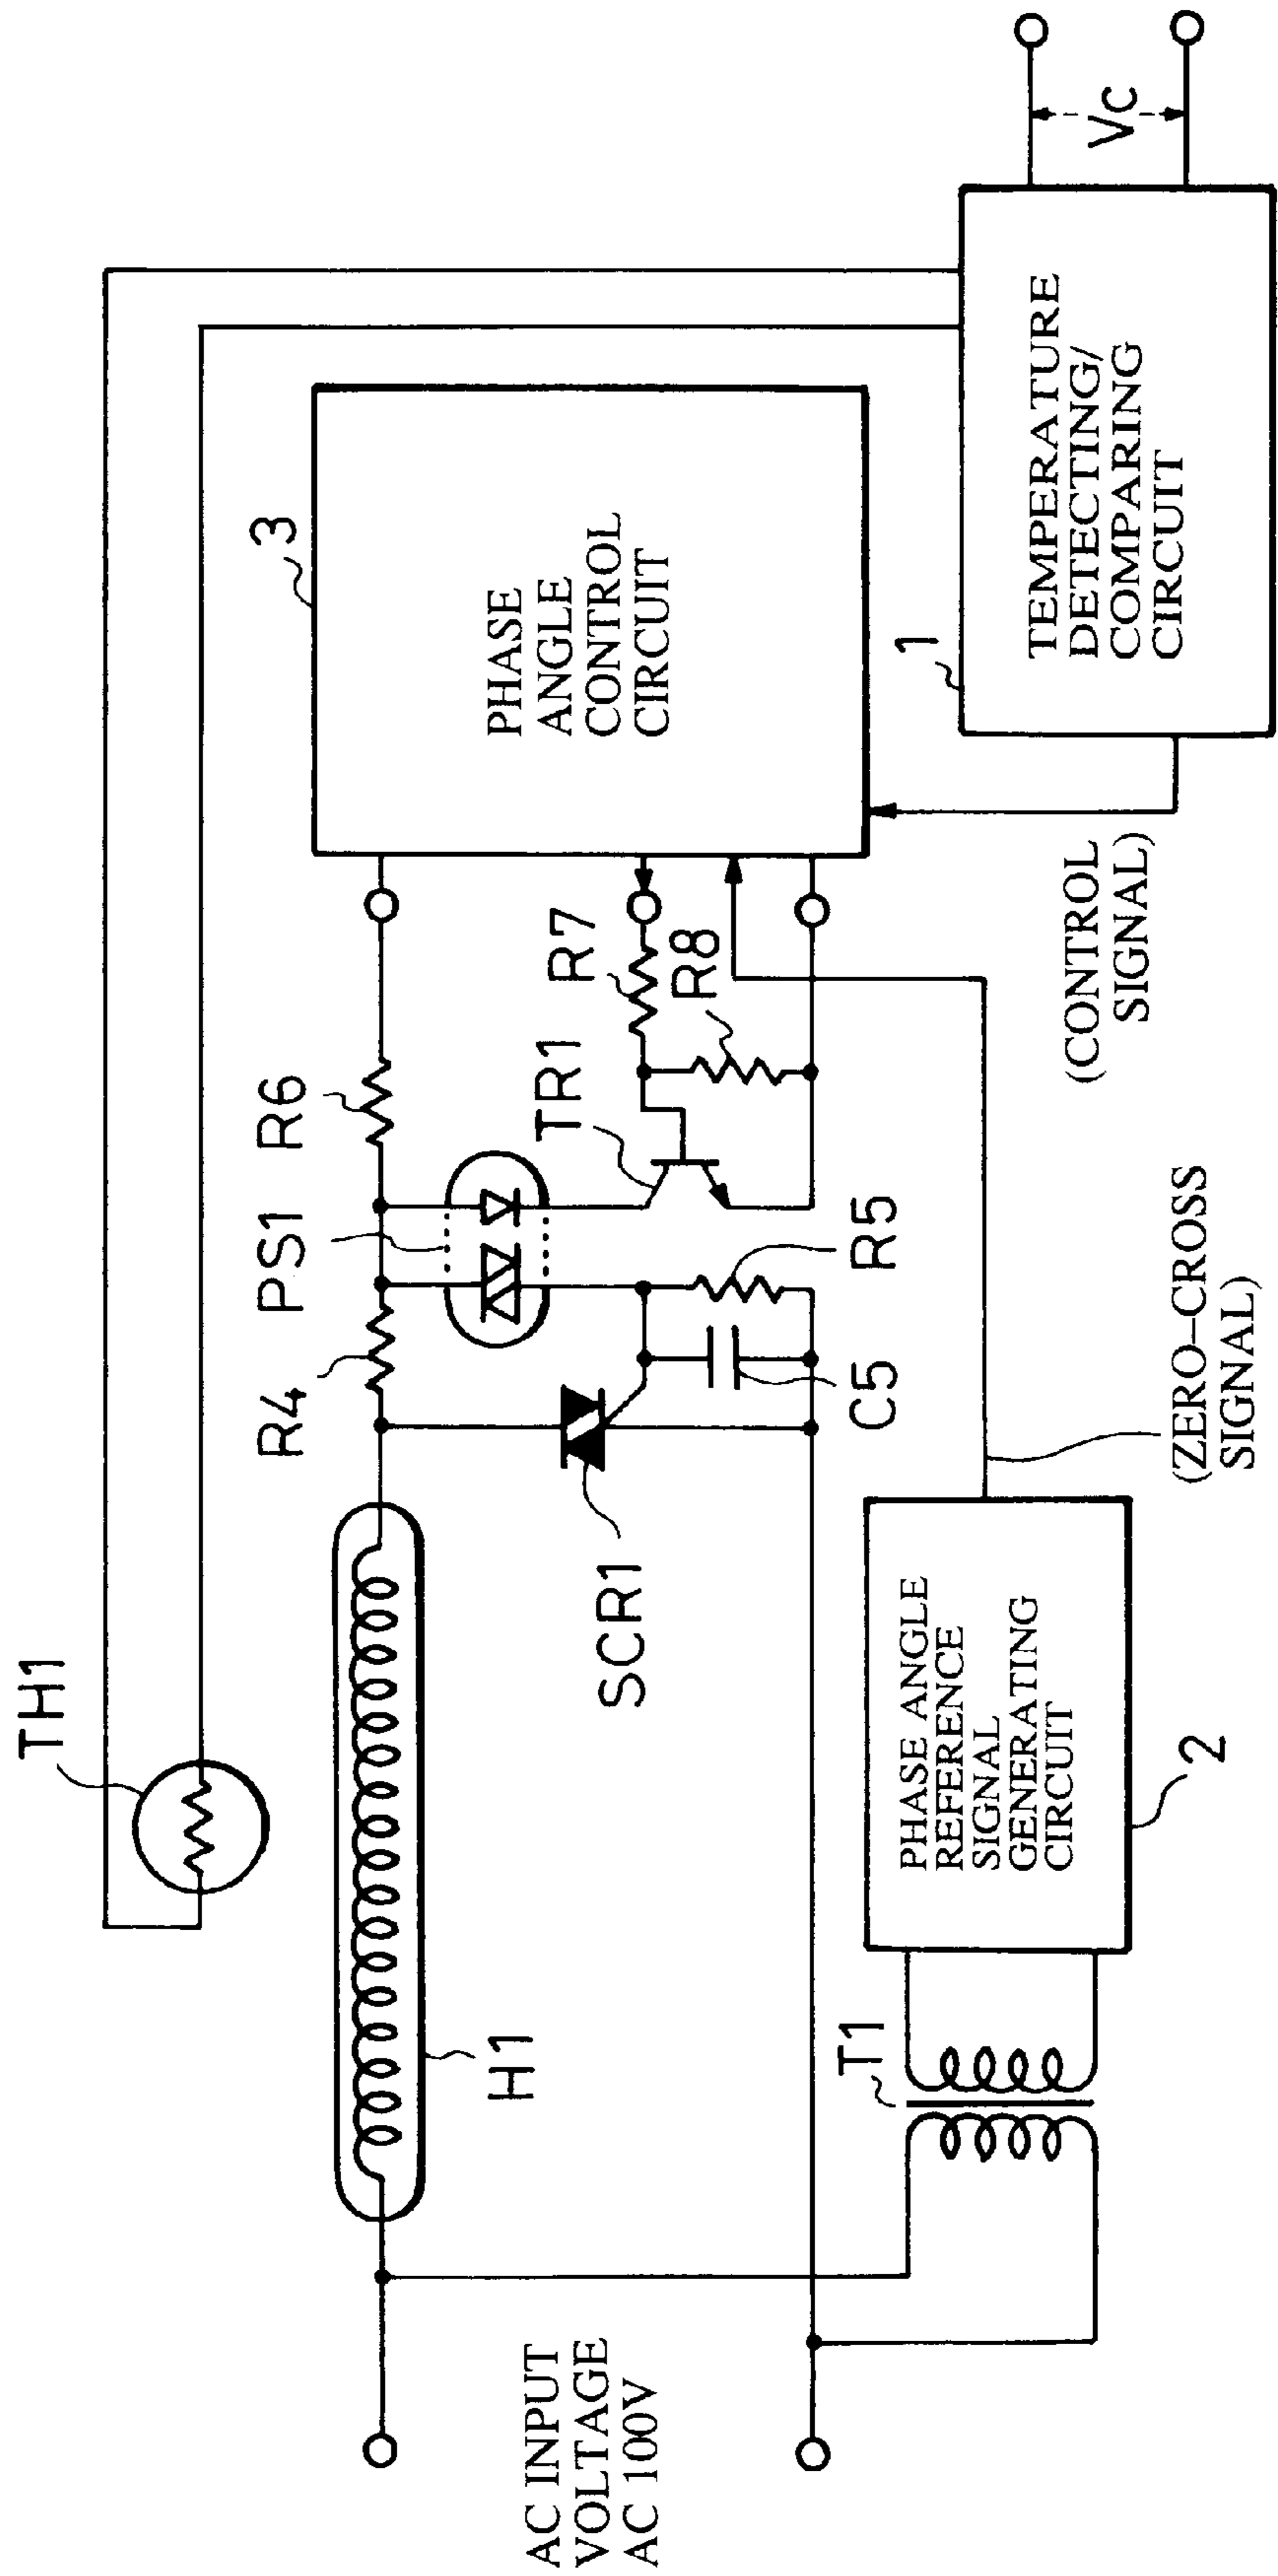 TH1
H1
R4
PS1
R6
3
PHASE
ANGLE
CONTROL
CIRCUIT
SCR1
TR1
R7
R8
C5
R5
AC INPUT
VOLTAGE
AC 100V
T1
PHASE ANGLE
REFERENCE
SIGNAL
GENERATING
CIRCUIT
2
(ZERO–CROSS
SIGNAL)
(CONTROL
SIGNAL)
1
TEMPERATURE
DETECTING/
COMPARING
CIRCUIT
Vc